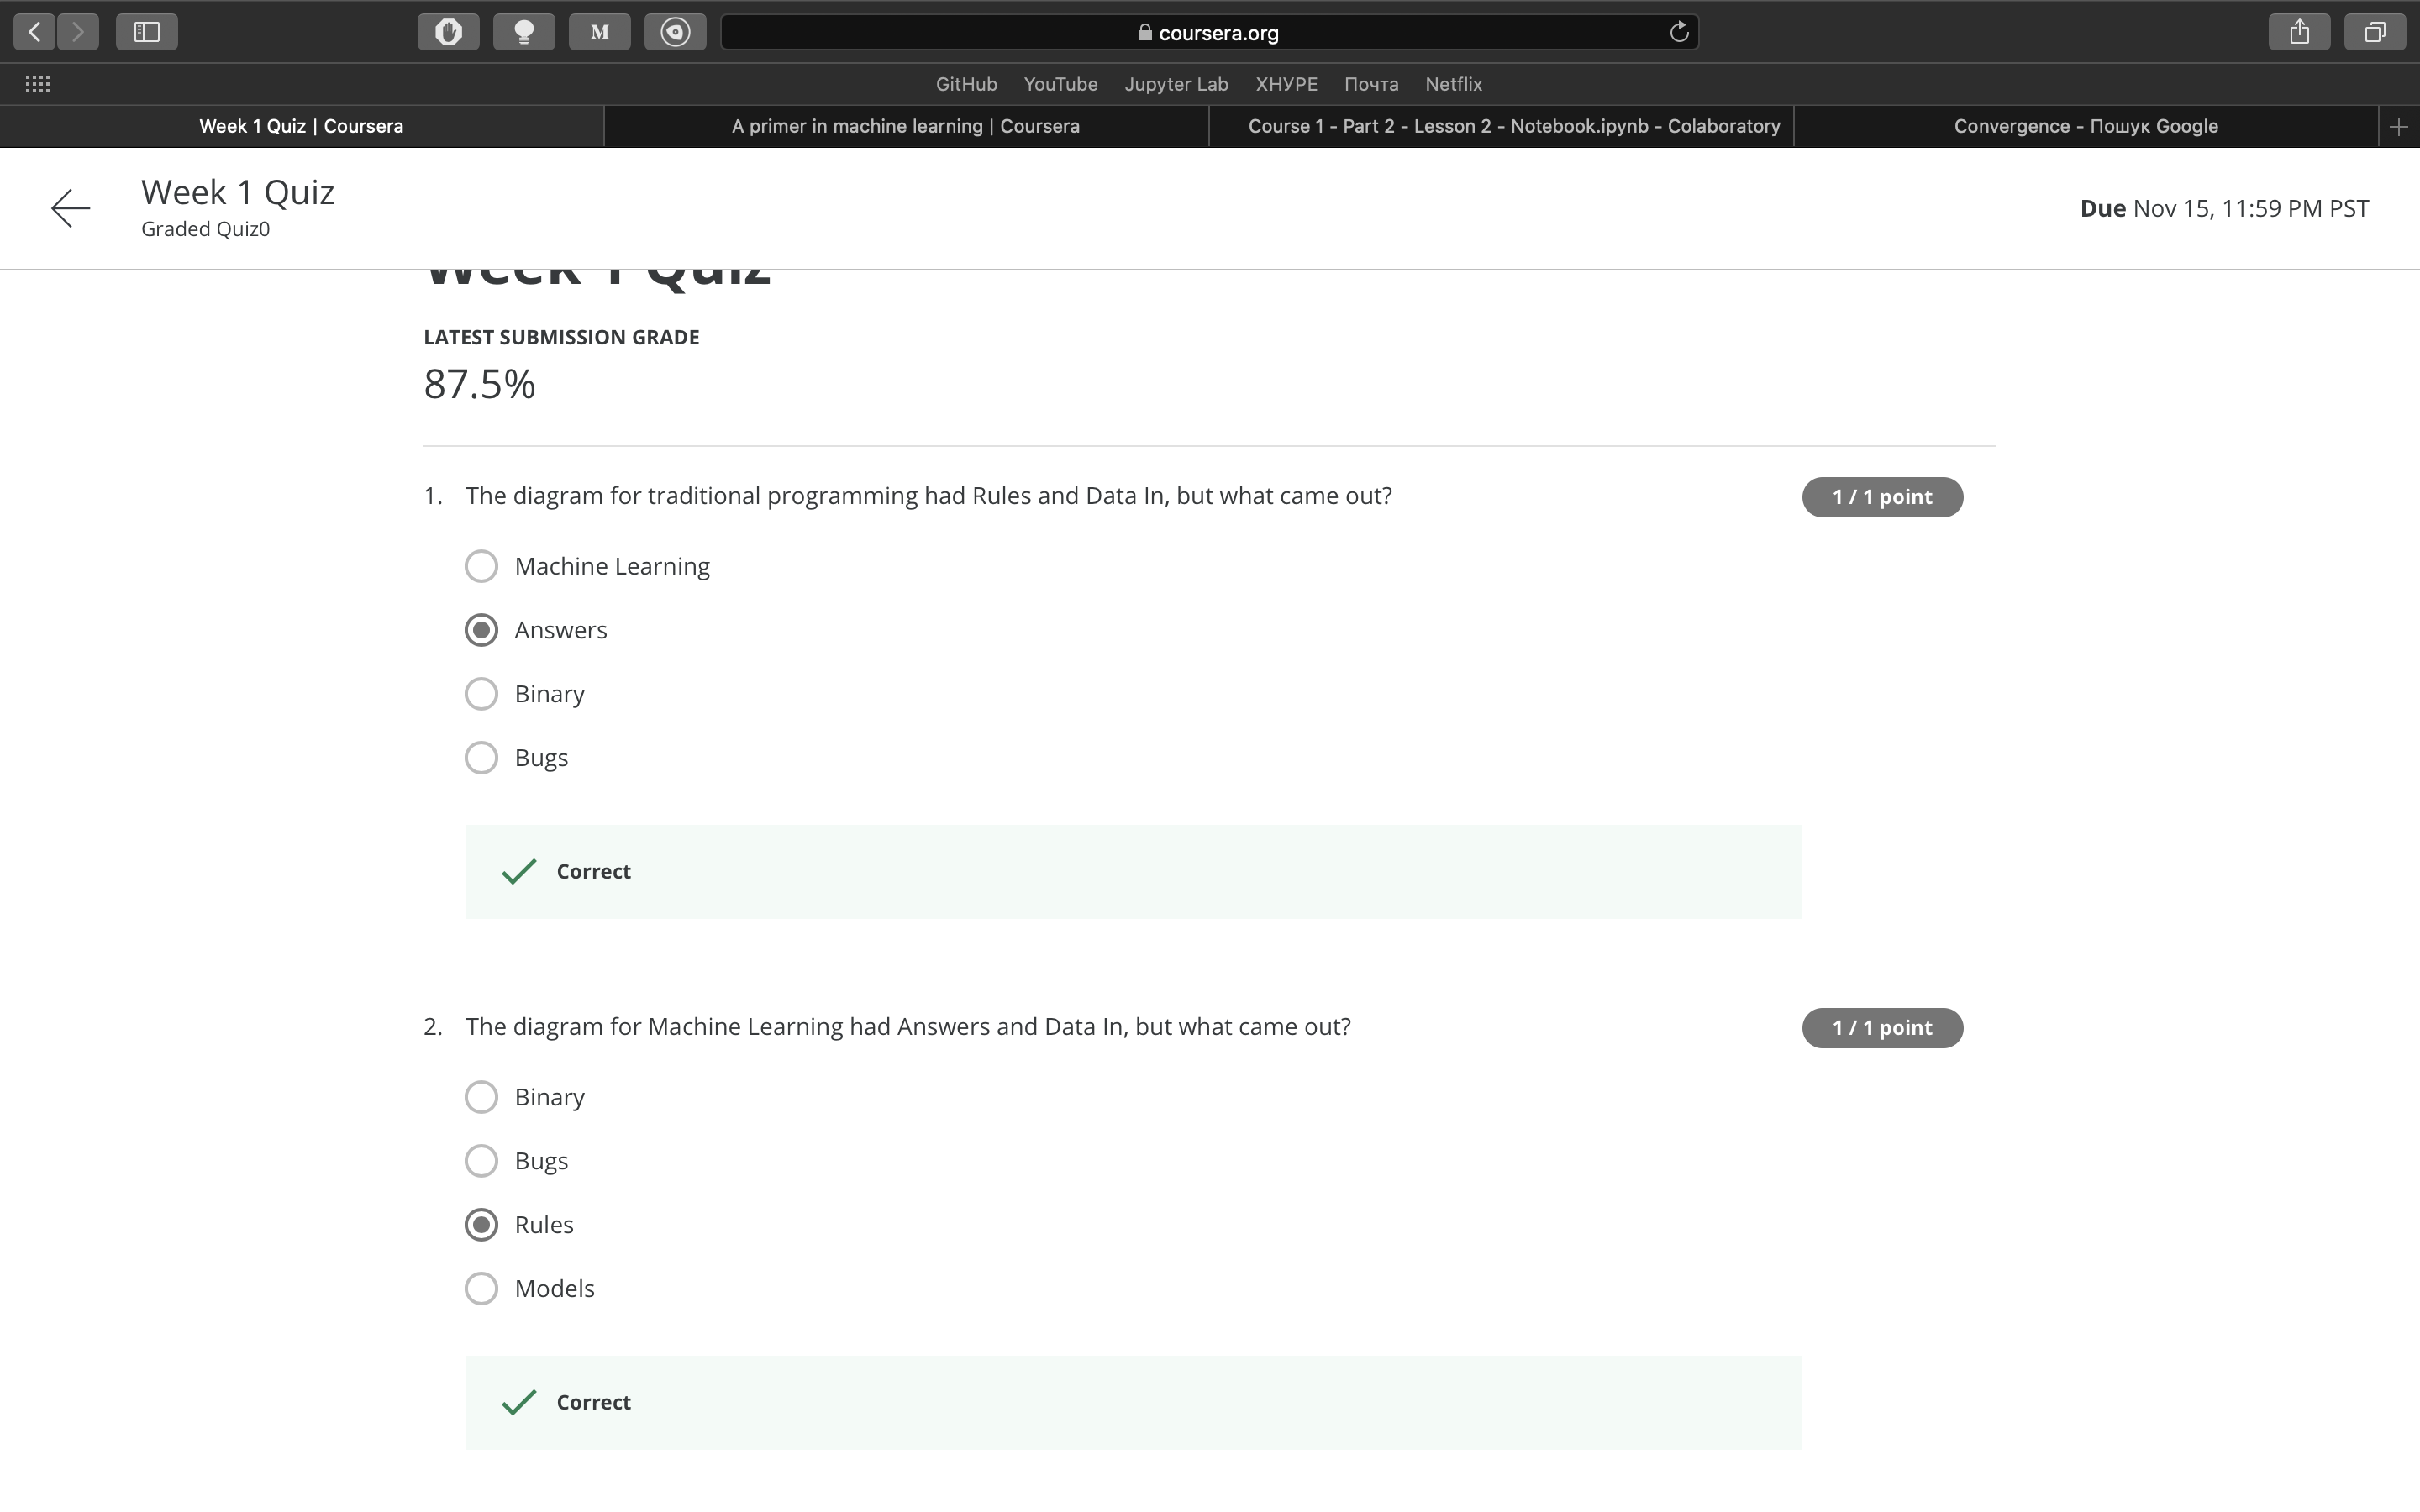 M
coursera.org
GitHub YouTube Jupyter Lab ХНУРЕ Почта Netflix
Week 1 Quiz | Coursera
A primer in machine learning | Coursera
Course 1 - Part 2 - Lesson 2 - Notebook.ipynb - Colaboratory
Convergence - Пошук Google
Week 1 Quiz
Graded Quiz0
Due Nov 15, 11:59 PM PST
Week 1 Quiz
LATEST SUBMISSION GRADE
87.5%
1. The diagram for traditional programming had Rules and Data In, but what came out?
1 / 1 point
Machine Learning
Answers
Binary
Bugs
Correct
2. The diagram for Machine Learning had Answers and Data In, but what came out?
1 / 1 point
Binary
Bugs
Rules
Models
Correct